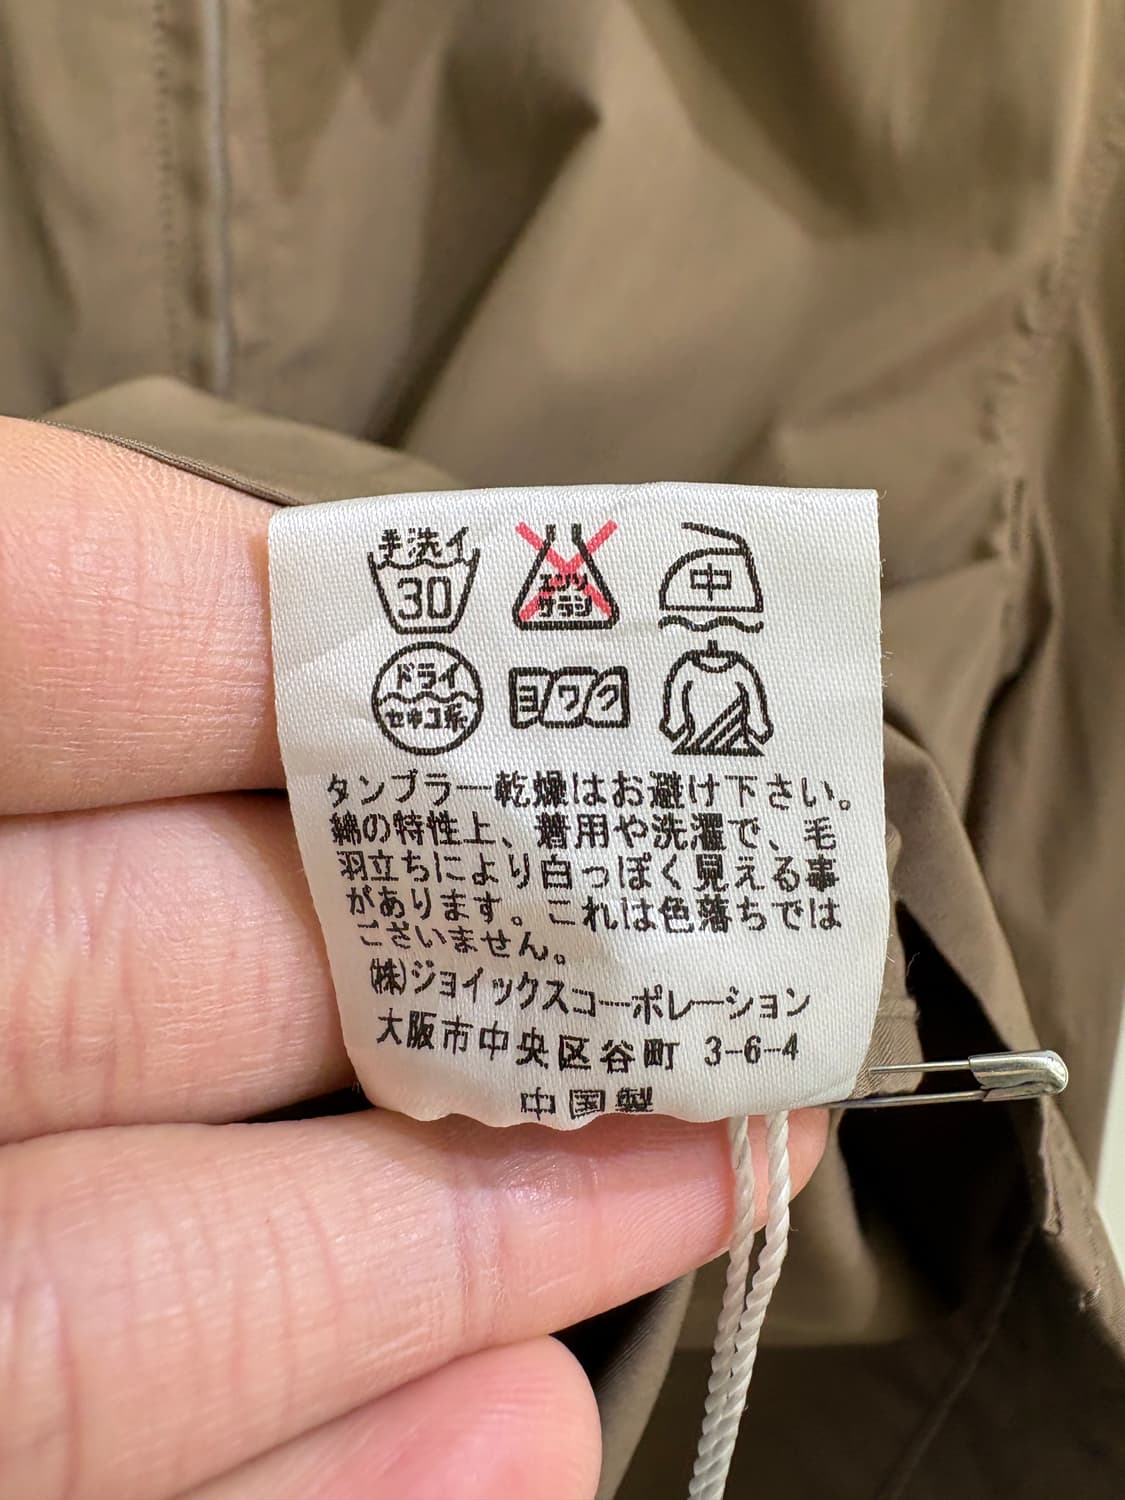 手洗イ
30
エンソ
サラシ
中
ドライ
セキユ系
ヨワク
タンブラー乾燥はお避け下さい。
綿の特性上、着用や洗濯で、毛
羽立ちにより白っぽく見える事
があります。これは色落ちでは
ございません。
(株)ジョイックスコーポレーション
大阪市中央区谷町 3-6-4
中国製